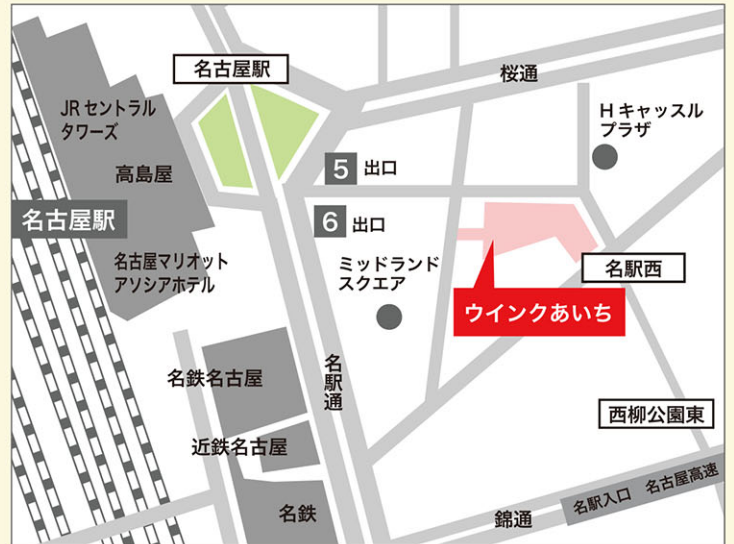 名古屋駅
桜通
JR セントラル
タワーズ
H キャッスル
プラザ
5 出口
高島屋
名古屋駅
6 出口
名古屋マリオット
アソシアホテル
ミッドランド
スクエア
名駅西
ウインクあいち
名鉄名古屋
名駅通
西柳公園東
近鉄名古屋
名鉄
錦通
名駅入口 名古屋高速